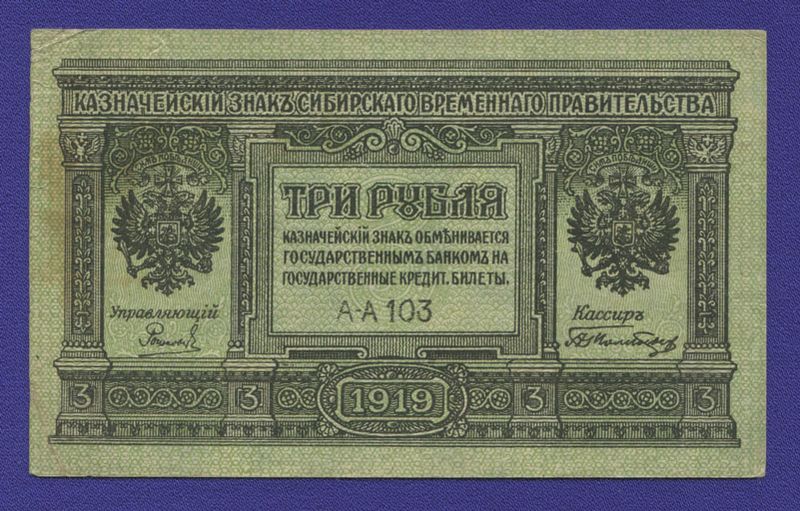 КАЗНАЧЕЙСКІЙ ЗНАКЪ СИБИРСКАГО ВРЕМЕННАГО ПРАВИТЕЛЬСТВА
ТРИ РУБЛЯ
КАЗНАЧЕЙСКІЙ ЗНАКЪ ОБМѢНИВАЕТСЯ
ГОСУДАРСТВЕННЫМЪ БАНКОМЪ НА
ГОСУДАРСТВЕННЫЕ КРЕДИТ. БИЛЕТЫ.
А-А 103
Управляющій
Кассиръ
3 3 1919 3 3